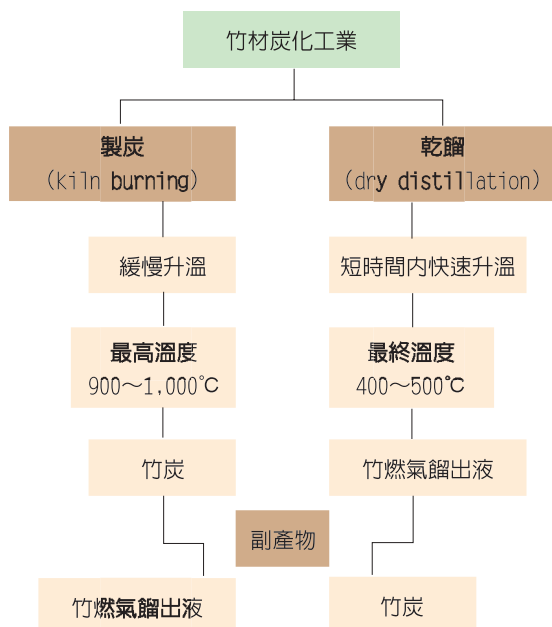 竹材炭化工業
製炭
（kiln burning）
緩慢升溫
最高溫度
900～1,000℃
竹炭
竹燃氣餾出液
乾餾
（dry distillation）
短時間內快速升溫
最終溫度
400～500℃
竹燃氣餾出液
竹炭
副產物